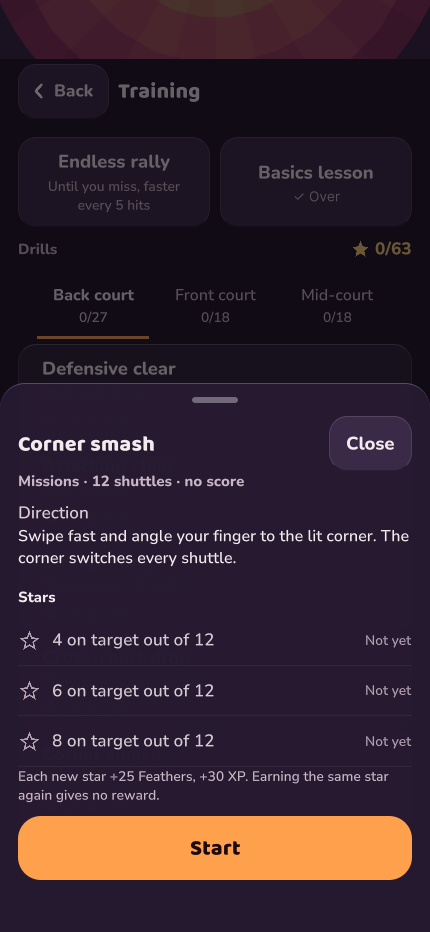 Back
Training
Endless rally
Until you miss, faster
every 5 hits
Basics lesson
✓ Over
Drills
★ 0/63
Back court
0/27
Front court
0/18
Mid-court
0/18
Defensive clear
Corner smash
Close
Missions · 12 shuttles · no score
Direction
Swipe fast and angle your finger to the lit corner. The
corner switches every shuttle.
Stars
4 on target out of 12
Not yet
6 on target out of 12
Not yet
8 on target out of 12
Not yet
Each new star +25 Feathers, +30 XP. Earning the same star
again gives no reward.
Start